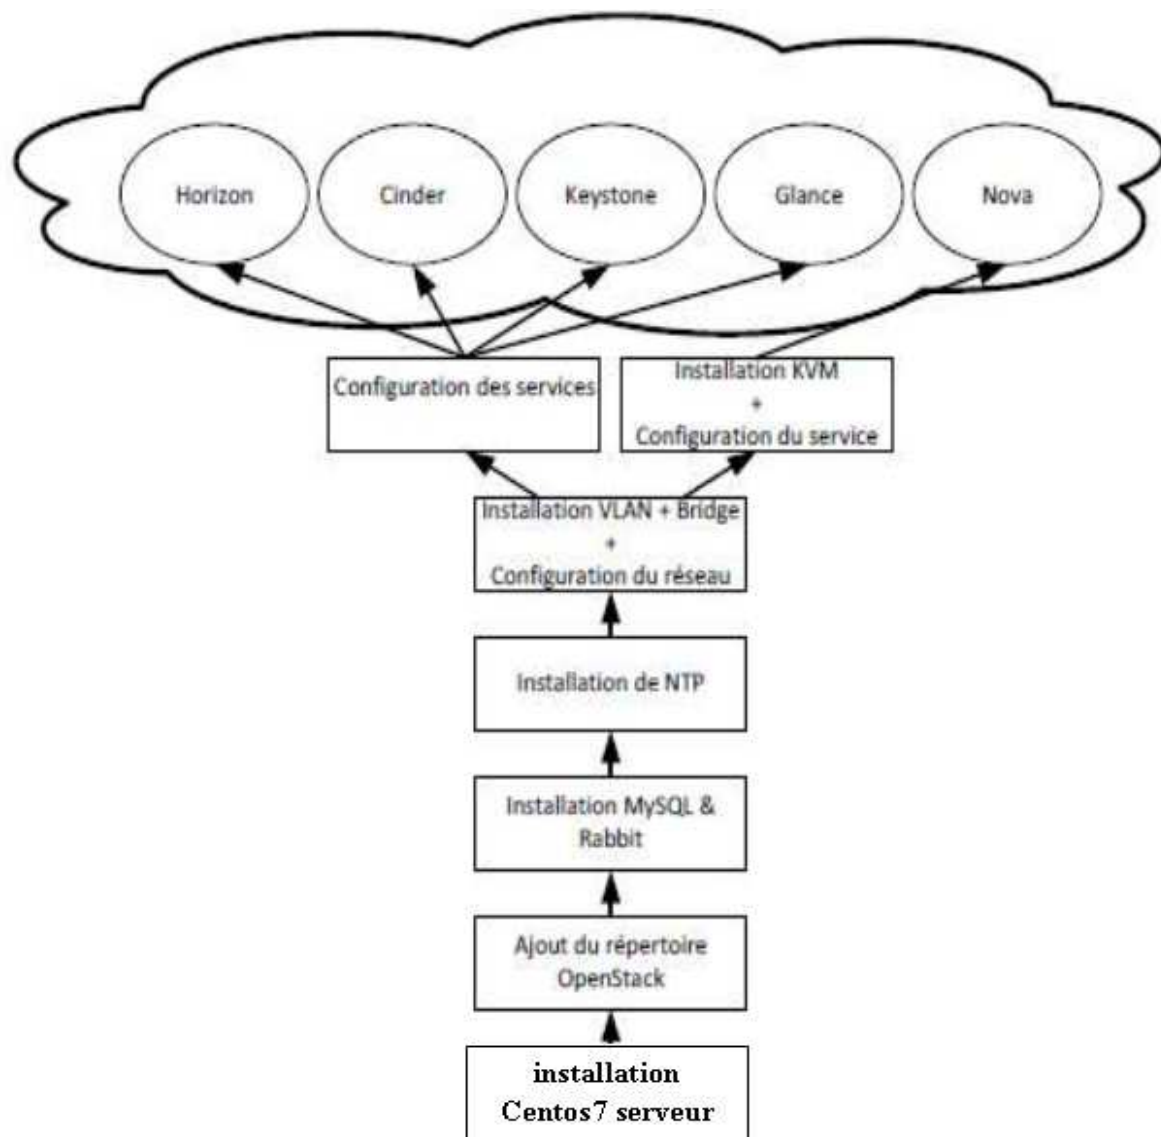 Horizon
Cinder
Keystone
Glance
Nova
Configuration des services
Installation KVM
+
Configuration du service
Installation VLAN + Bridge
+
Configuration du réseau
Installation de NTP
Installation MySQL &
Rabbit
Ajout du répertoire
OpenStack
installation
Centos7 serveur